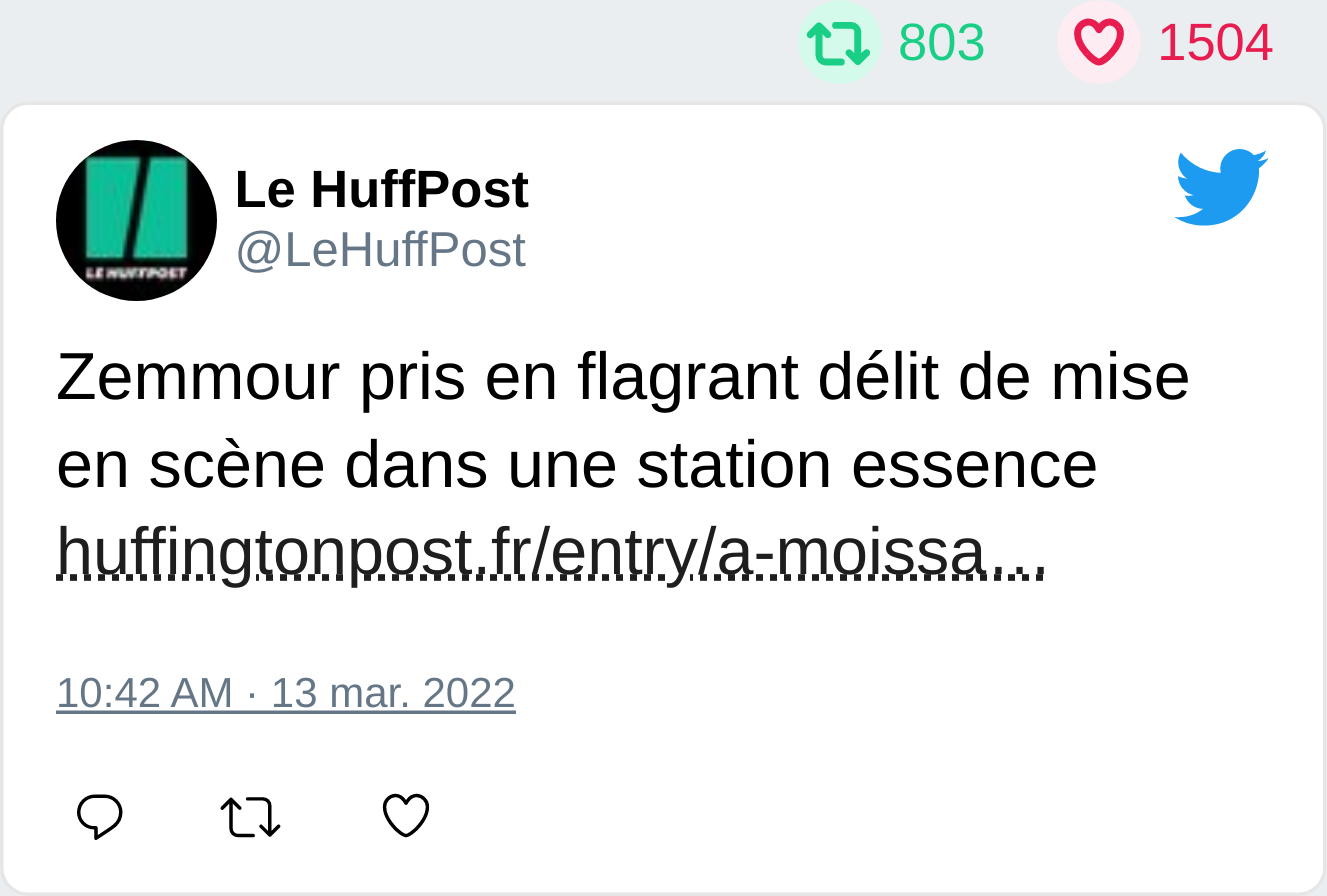 803 1504
Le HuffPost
LE HUFFPOST
@LeHuffPost
Zemmour pris en flagrant délit de mise
en scène dans une station essence
huffingtonpost.fr/entry/a-moissa...
10:42 AM · 13 mar. 2022